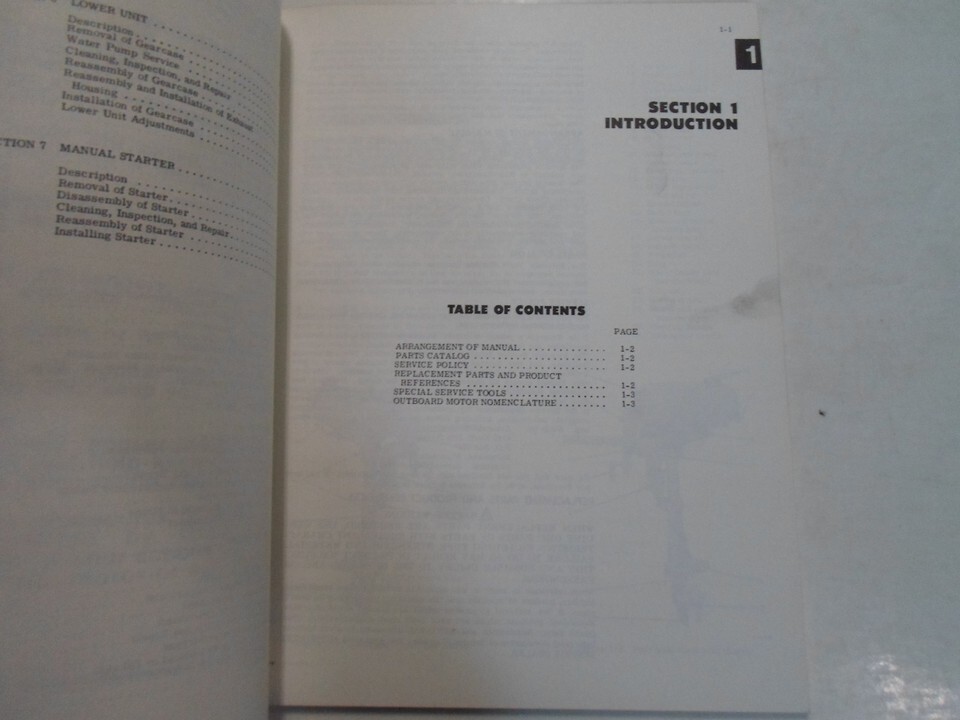 LOWER UNIT . . . . . . . . . . . .
Description . . . . . . . . . . . .
Removal of Gearcase . . . . . . . . .
Water Pump Service . . . . . . . . .
Cleaning, Inspection, and Repair . . . .
Reassembly of Gearcase . . . . . . .
Reassembly and Installation of Exhaust
Housing . . . . . . . . . . . .
Installation of Gearcase . . . . . . .
Lower Unit Adjustments . . . . . . .
CTION 7 MANUAL STARTER . . . . . . . .
Description . . . . . . . . . . . .
Removal of Starter . . . . . . . . .
Disassembly of Starter . . . . . . . .
Cleaning, Inspection, and Repair . . . .
Reassembly of Starter . . . . . . . .
Installing Starter . . . . . . . . . .
1-1
1
SECTION 1
INTRODUCTION
TABLE OF CONTENTS
PAGE
ARRANGEMENT OF MANUAL . . . . . . . . . . . . . . 1-2
PARTS CATALOG . . . . . . . . . . . . . . . . . . . . . . 1-2
SERVICE POLICY . . . . . . . . . . . . . . . . . . . . . . 1-2
REPLACEMENT PARTS AND PRODUCT
REFERENCES . . . . . . . . . . . . . . . . . . . . . . . 1-2
SPECIAL SERVICE TOOLS . . . . . . . . . . . . . . . . 1-3
OUTBOARD MOTOR NOMENCLATURE . . . . . . . . 1-3